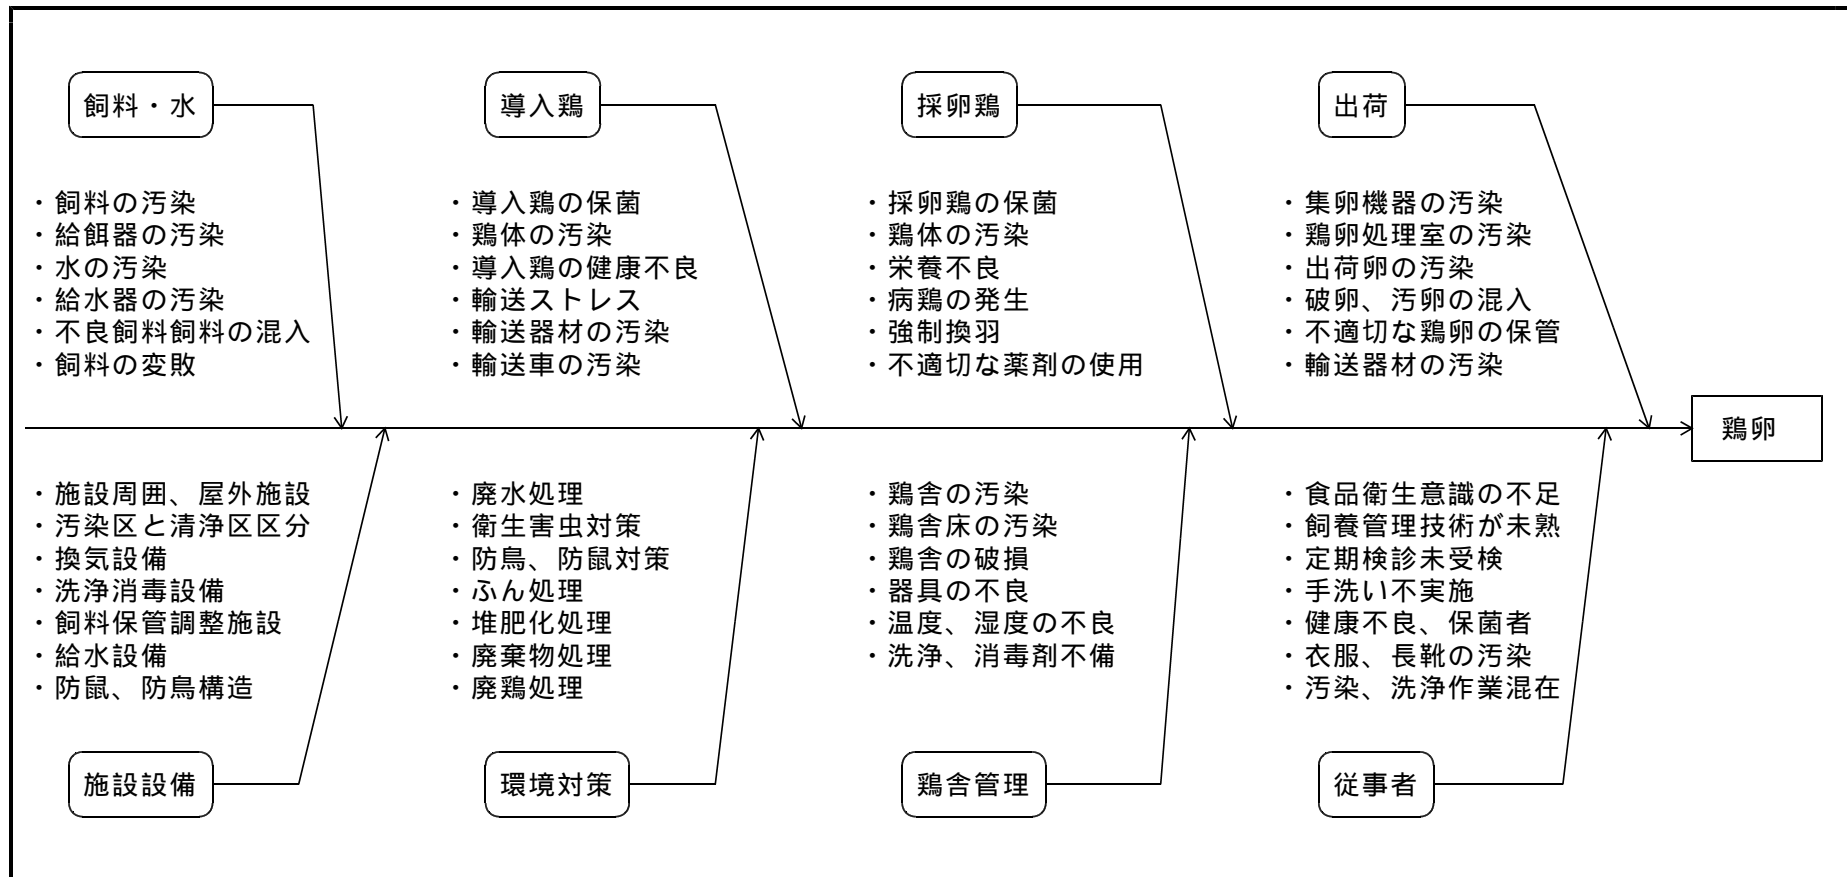 飼料・水
・飼料の汚染
・給餌器の汚染
・水の汚染
・給水器の汚染
・不良飼料飼料の混入
・飼料の変敗
導入鶏
・導入鶏の保菌
・鶏体の汚染
・導入鶏の健康不良
・輸送ストレス
・輸送器材の汚染
・輸送車の汚染
採卵鶏
・採卵鶏の保菌
・鶏体の汚染
・栄養不良
・病鶏の発生
・強制換羽
・不適切な薬剤の使用
出荷
・集卵機器の汚染
・鶏卵処理室の汚染
・出荷卵の汚染
・破卵、汚卵の混入
・不適切な鶏卵の保管
・輸送器材の汚染
鶏卵
・施設周囲、屋外施設
・汚染区と清浄区区分
・換気設備
・洗浄消毒設備
・飼料保管調整施設
・給水設備
・防鼠、防鳥構造
施設設備
・廃水処理
・衛生害虫対策
・防鳥、防鼠対策
・ふん処理
・堆肥化処理
・廃棄物処理
・廃鶏処理
環境対策
・鶏舎の汚染
・鶏舎床の汚染
・鶏舎の破損
・器具の不良
・温度、湿度の不良
・洗浄、消毒剤不備
鶏舎管理
・食品衛生意識の不足
・飼養管理技術が未熟
・定期検診未受検
・手洗い不実施
・健康不良、保菌者
・衣服、長靴の汚染
・汚染、洗浄作業混在
従事者